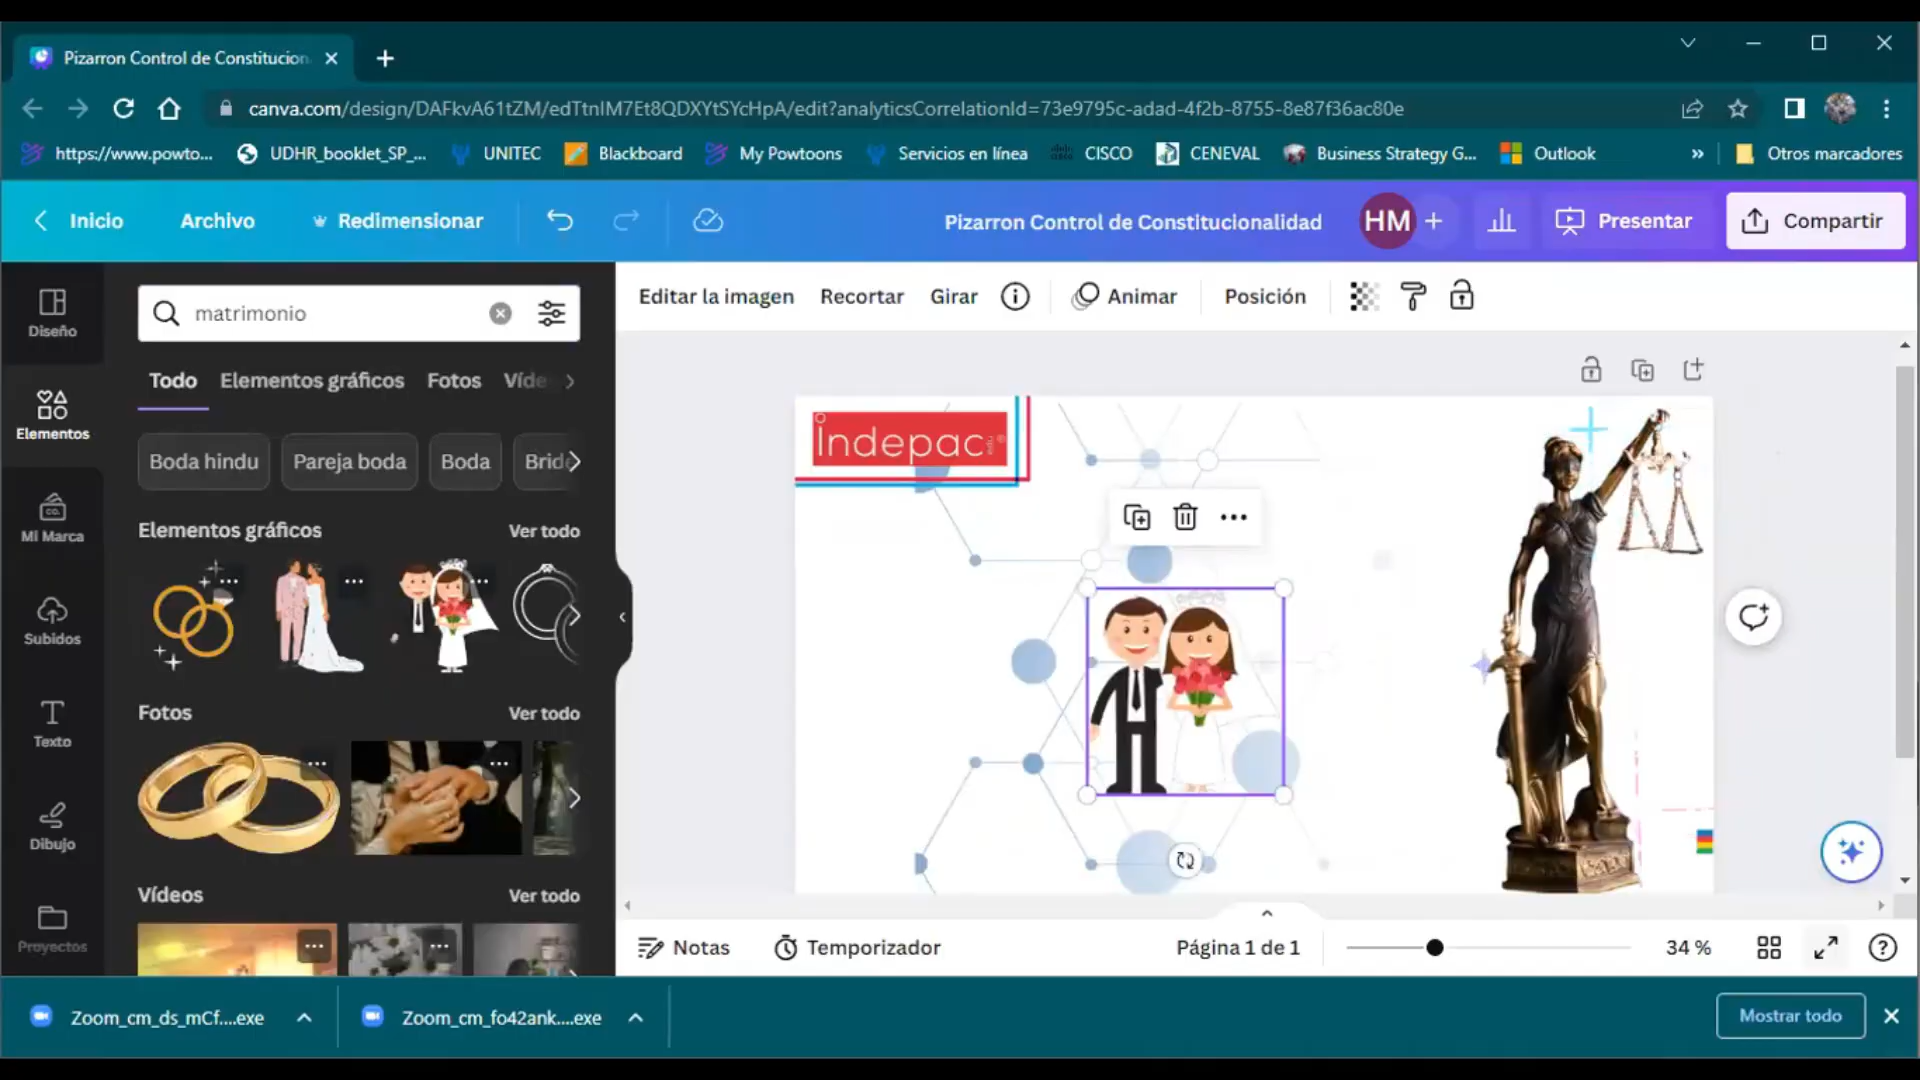 Pizarron Control de Constitucion
canva.com/design/DAFkvA61tZM/edTtnIM7Et8QDXYtSYcHpA/edit?analyticsCorrelationId=73e9795c-adad-4f2b-8755-8e87f36ac80e
https://www.powto...
UDHR_booklet_SP_...
UNITEC
Blackboard
My Powtoons
Servicios en línea
CISCO
CENEVAL
Business Strategy G...
Outlook
»
Otros marcadores
Inicio
Archivo
Redimensionar
Pizarron Control de Constitucionalidad
HM
Presentar
Compartir
Diseño
Elementos
Mi Marca
Subidos
Texto
Dibujo
Proyectos
matrimonio
Todo
Elementos gráficos
Fotos
Víde
Boda hindu
Pareja boda
Boda
Bride
Elementos gráficos
Ver todo
Fotos
Ver todo
Vídeos
Ver todo
Editar la imagen
Recortar
Girar
Animar
Posición
Indepac
Notas
Temporizador
Página 1 de 1
34 %
Zoom_cm_ds_mCf....exe
Zoom_cm_fo42ank....exe
Mostrar todo